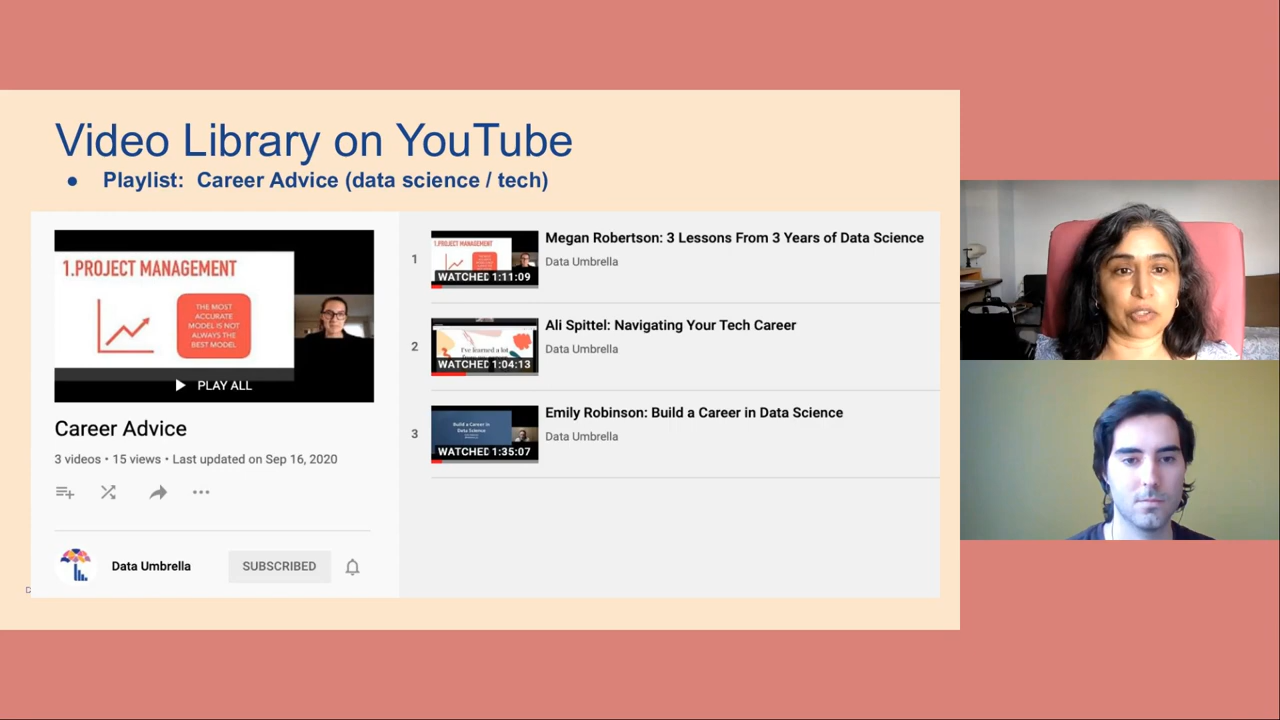 Video Library on YouTube
● Playlist: Career Advice (data science / tech)
1.PROJECT MANAGEMENT
THE MOST
ACCURATE
MODEL IS NOT
ALWAYS THE
BEST MODEL
PLAY ALL
Career Advice
3 videos • 15 views • Last updated on Sep 16, 2020
Data Umbrella
SUBSCRIBED
1
1.PROJECT MANAGEMENT
WATCHED 1:11:09
Megan Robertson: 3 Lessons From 3 Years of Data Science
Data Umbrella
2
I've learned a lot
WATCHED 1:04:13
Ali Spittel: Navigating Your Tech Career
Data Umbrella
3
Build a Career in
Data Science
WATCHED 1:35:07
Emily Robinson: Build a Career in Data Science
Data Umbrella